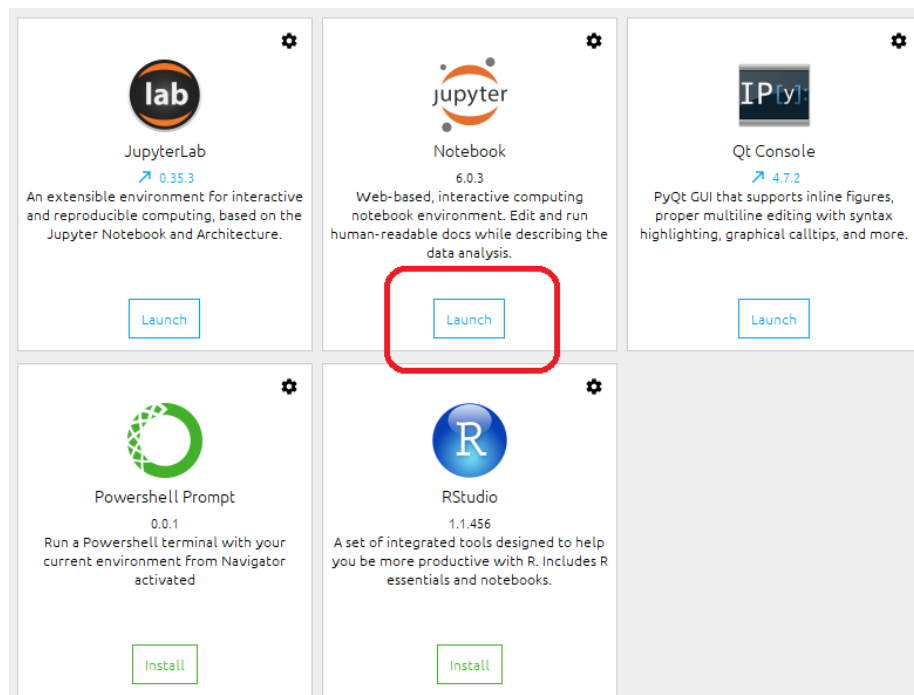 lab
JupyterLab
0.35.3
An extensible environment for interactive
and reproducible computing, based on the
Jupyter Notebook and Architecture.
Launch
jupyter
Notebook
6.0.3
Web-based, interactive computing
notebook environment. Edit and run
human-readable docs while describing the
data analysis.
Launch
IP[y]:
Qt Console
4.7.2
PyQt GUI that supports inline figures,
proper multiline editing with syntax
highlighting, graphical calltips, and more.
Launch
Powershell Prompt
0.0.1
Run a Powershell terminal with your
current environment from Navigator
activated
Install
R
RStudio
1.1.456
A set of integrated tools designed to help
you be more productive with R. Includes R
essentials and notebooks.
Install